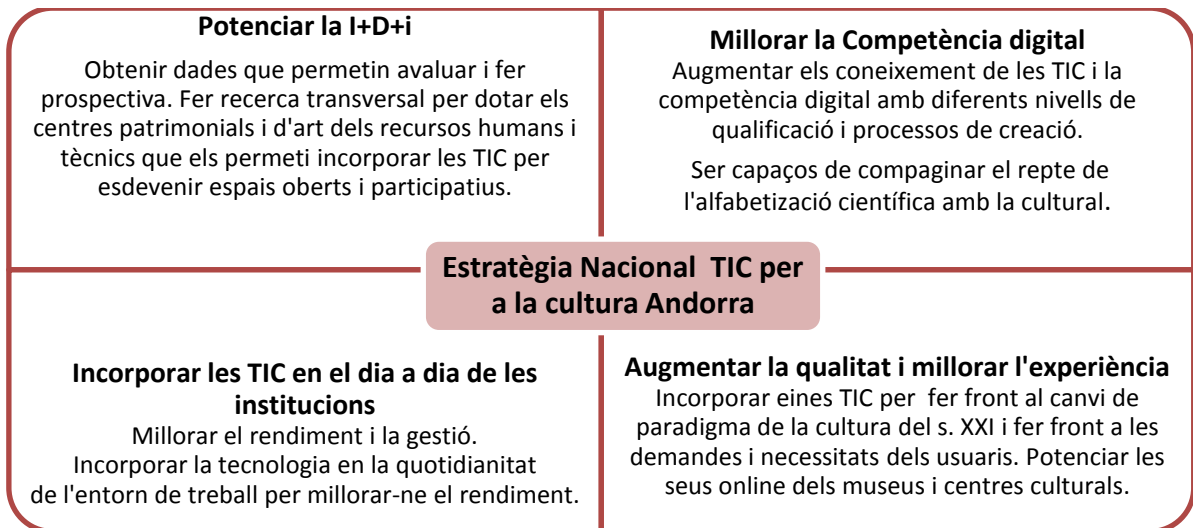 Potenciar la I+D+i
Obtenir dades que permetin avaluar i fer
prospectiva. Fer recerca transversal per dotar els
centres patrimonials i d'art dels recursos humans i
tècnics que els permeti incorporar les TIC per
esdevenir espais oberts i participatius.
Millorar la Competència digital
Augmentar els coneixement de les TIC i la
competència digital amb diferents nivells de
qualificació i processos de creació.
Ser capaços de compaginar el repte de
l'alfabetització científica amb la cultural.
Estratègia Nacional TIC per
a la cultura Andorra
Incorporar les TIC en el dia a dia de les
institucions
Millorar el rendiment i la gestió.
Incorporar la tecnologia en la quotidianitat
de l'entorn de treball per millorar-ne el rendiment.
Augmentar la qualitat i millorar l'experiència
Incorporar eines TIC per fer front al canvi de
paradigma de la cultura del s. XXI i fer front a les
demandes i necessitats dels usuaris. Potenciar les
seus online dels museus i centres culturals.